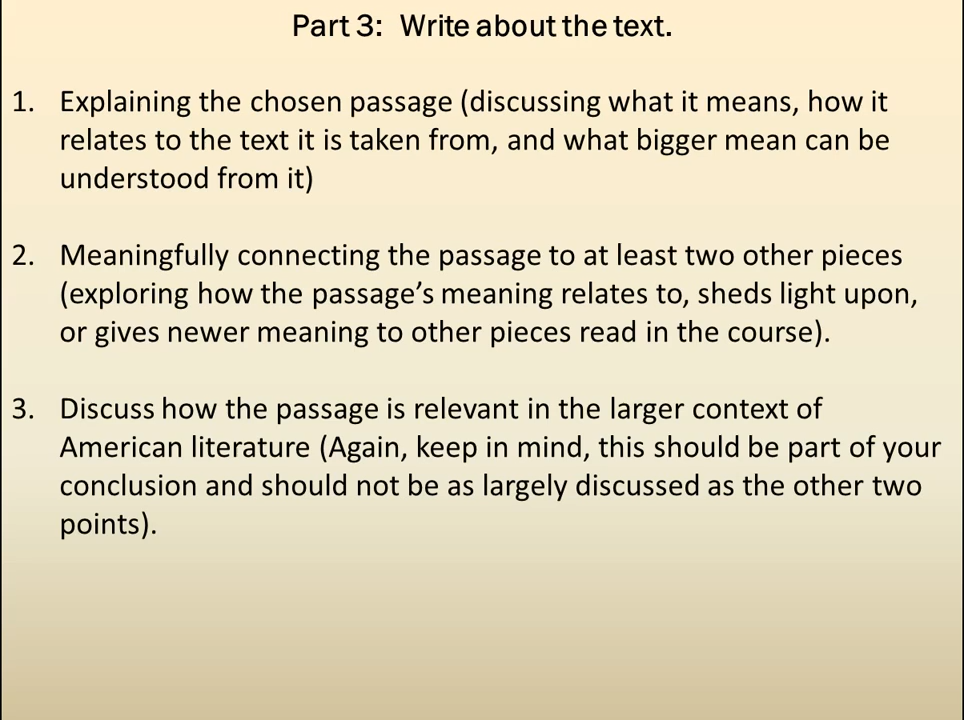 Part 3: Write about the text.
1. Explaining the chosen passage (discussing what it means, how it
relates to the text it is taken from, and what bigger mean can be
understood from it)
2. Meaningfully connecting the passage to at least two other pieces
(exploring how the passage's meaning relates to, sheds light upon,
or gives newer meaning to other pieces read in the course).
3. Discuss how the passage is relevant in the larger context of
American literature (Again, keep in mind, this should be part of your
conclusion and should not be as largely discussed as the other two
points).